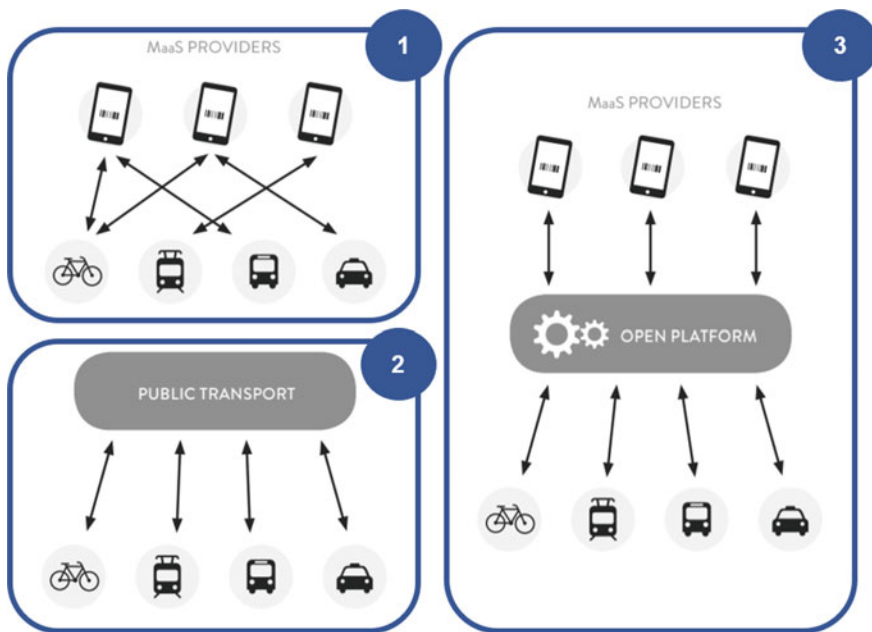 MaaS PROVIDERS
1
PUBLIC TRANSPORT
2
3
MaaS PROVIDERS
OPEN PLATFORM